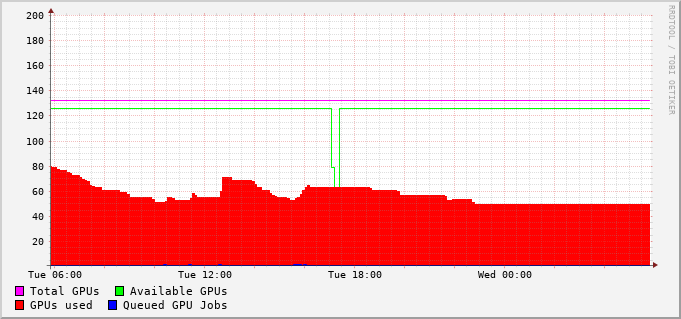 200
180
160
140
120
100
80
60
40
20
Tue 06:00 Tue 12:00 Tue 18:00 Wed 00:00
Total GPUs Available GPUs
GPUs used Queued GPU Jobs
RRDTOOL / TOBI OETIKER